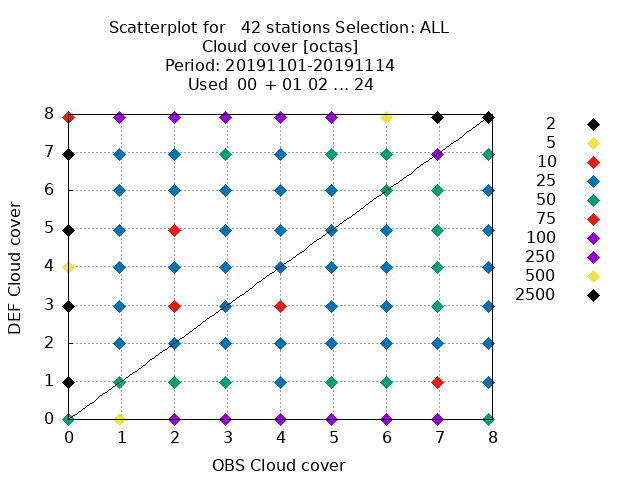 Scatterplot for   42 stations Selection: ALL
Cloud cover [octas]
Period: 20191101-20191114
Used  00 + 01 02 ... 24
DEF Cloud cover
8
7
6
5
4
3
2
1
0
0 1 2 3 4 5 6 7 8
OBS Cloud cover
2
5
10
25
50
75
100
250
500
2500